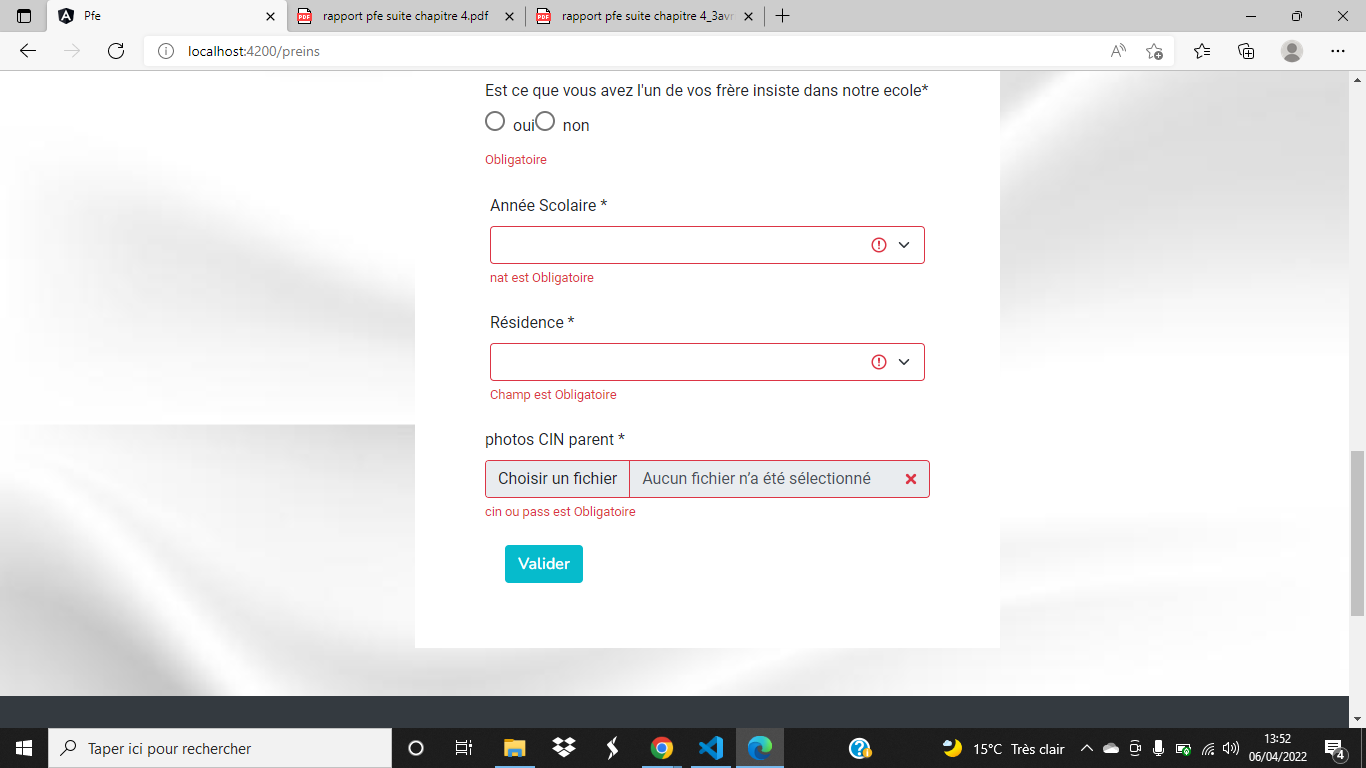 Pfe
rapport pfe suite chapitre 4.pdf
rapport pfe suite chapitre 4_3avr
localhost:4200/preins
Est ce que vous avez l'un de vos frère insiste dans notre ecole*
oui non
Obligatoire
Année Scolaire *
nat est Obligatoire
Résidence *
Champ est Obligatoire
photos CIN parent *
Choisir un fichier Aucun fichier n’a été sélectionné
cin ou pass est Obligatoire
Valider
Taper ici pour rechercher
15°C Très clair
13:52
06/04/2022
4